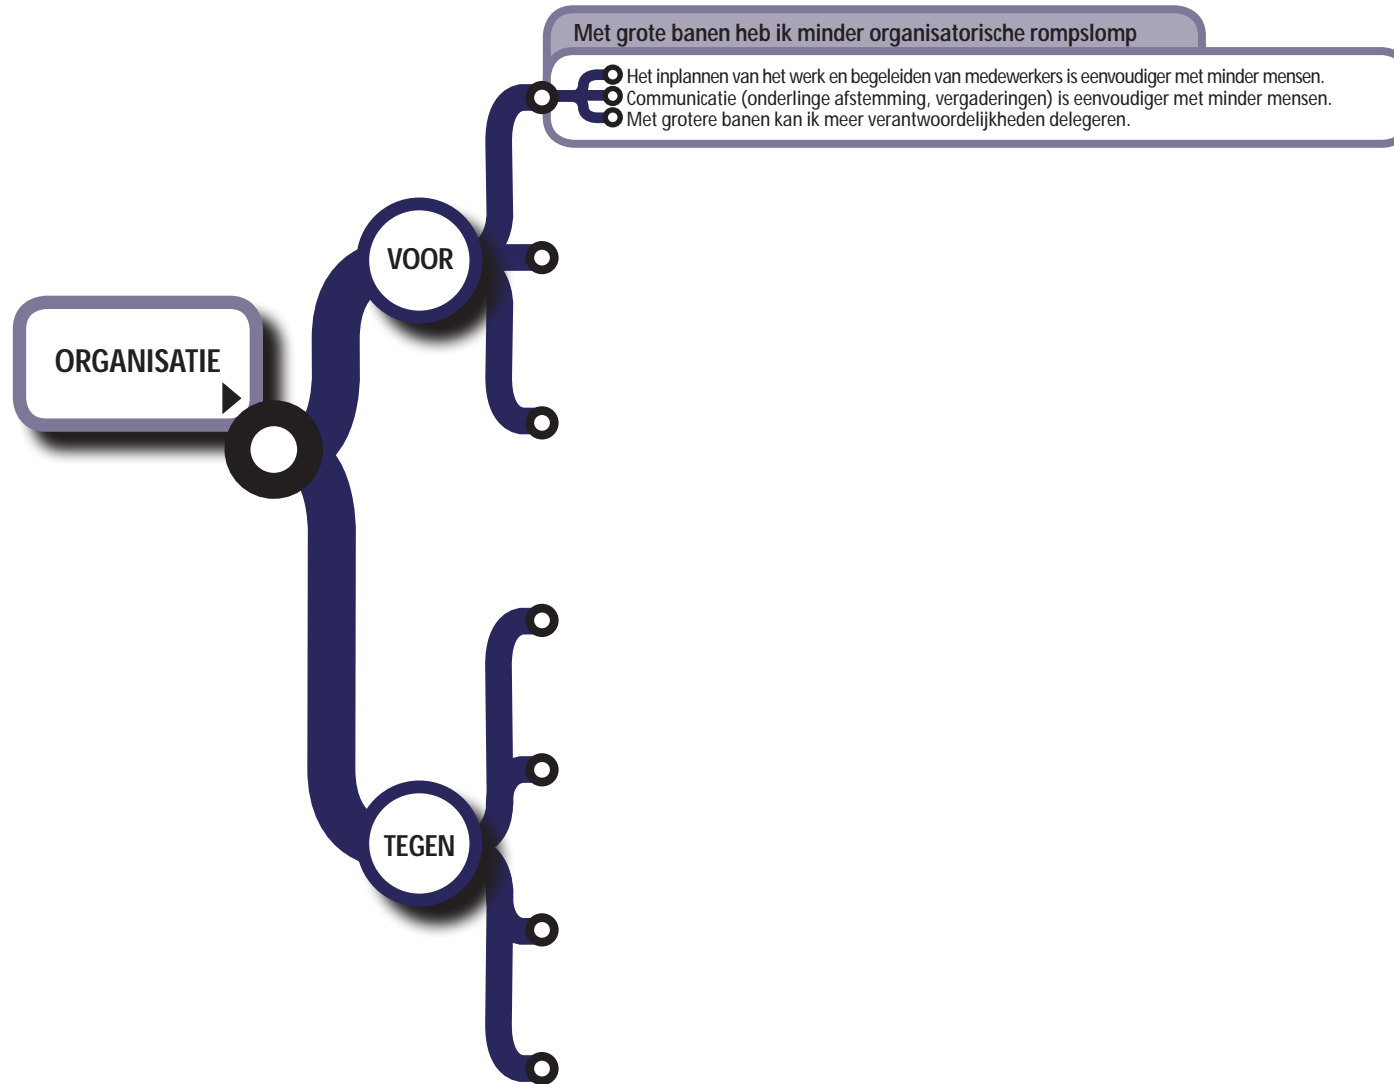 Met grote banen heb ik minder organisatorische rompslomp
Het inplannen van het werk en begeleiden van medewerkers is eenvoudiger met minder mensen.
Communicatie (onderlinge afstemming, vergaderingen) is eenvoudiger met minder mensen.
Met grotere banen kan ik meer verantwoordelijkheden delegeren.
VOOR
ORGANISATIE
TEGEN